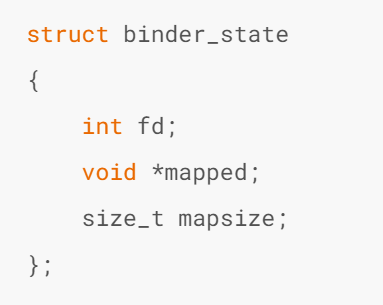 struct binder_state
{
    int fd;
    void *mapped;
    size_t mapsize;
};